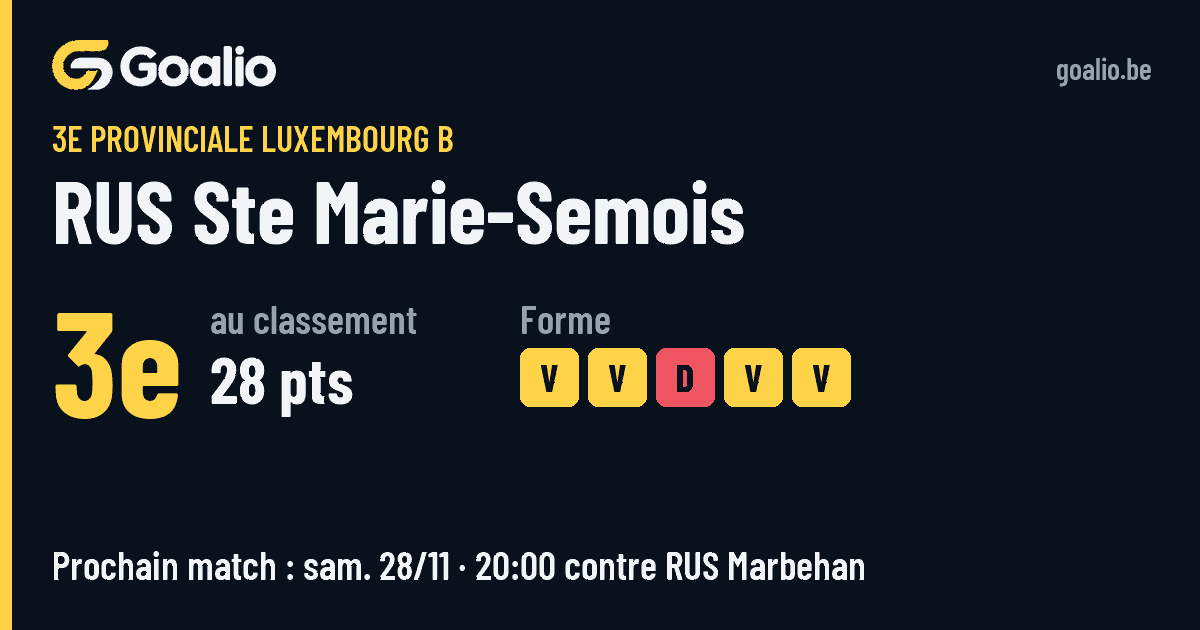 Goalio
goalio.be
3E PROVINCIALE LUXEMBOURG B
RUS Ste Marie-Semois
3e
au classement
28 pts
Forme
V V D V V
Prochain match : sam. 28/11 · 20:00 contre RUS Marbehan